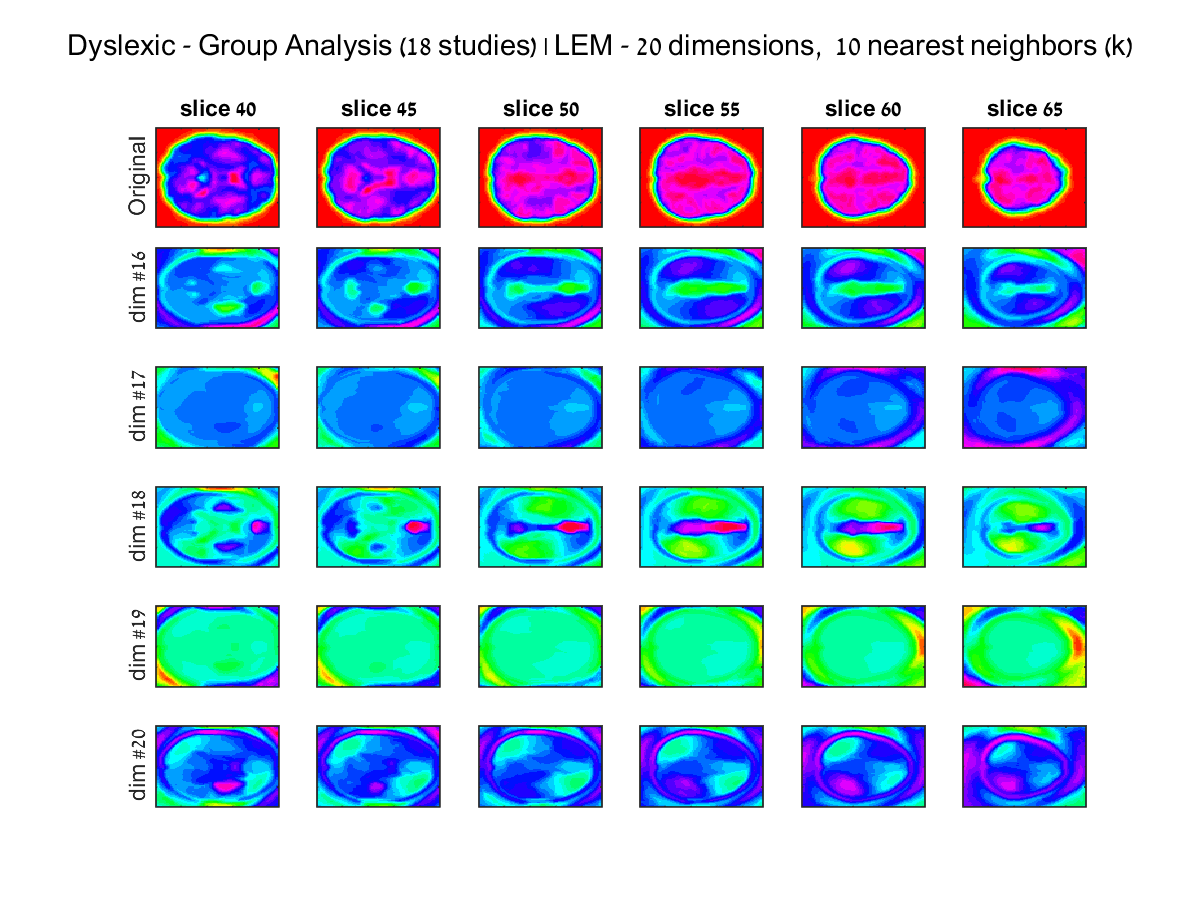 Dyslexic - Group Analysis (18 studies) | LEM - 20 dimensions, 10 nearest neighbors (k)
slice 40 slice 45 slice 50 slice 55 slice 60 slice 65
Original
dim #16
dim #17
dim #18
dim #19
dim #20